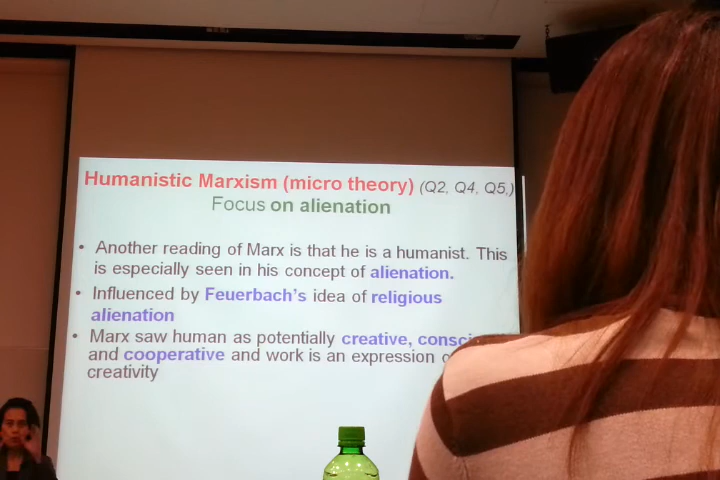 Humanistic Marxism (micro theory) (Q2, Q4, Q5,)
Focus on alienation
• Another reading of Marx is that he is a humanist. This
is especially seen in his concept of alienation.
• Influenced by Feuerbach's idea of religious
alienation
• Marx saw human as potentially creative,
and cooperative and work is an expression
creativity